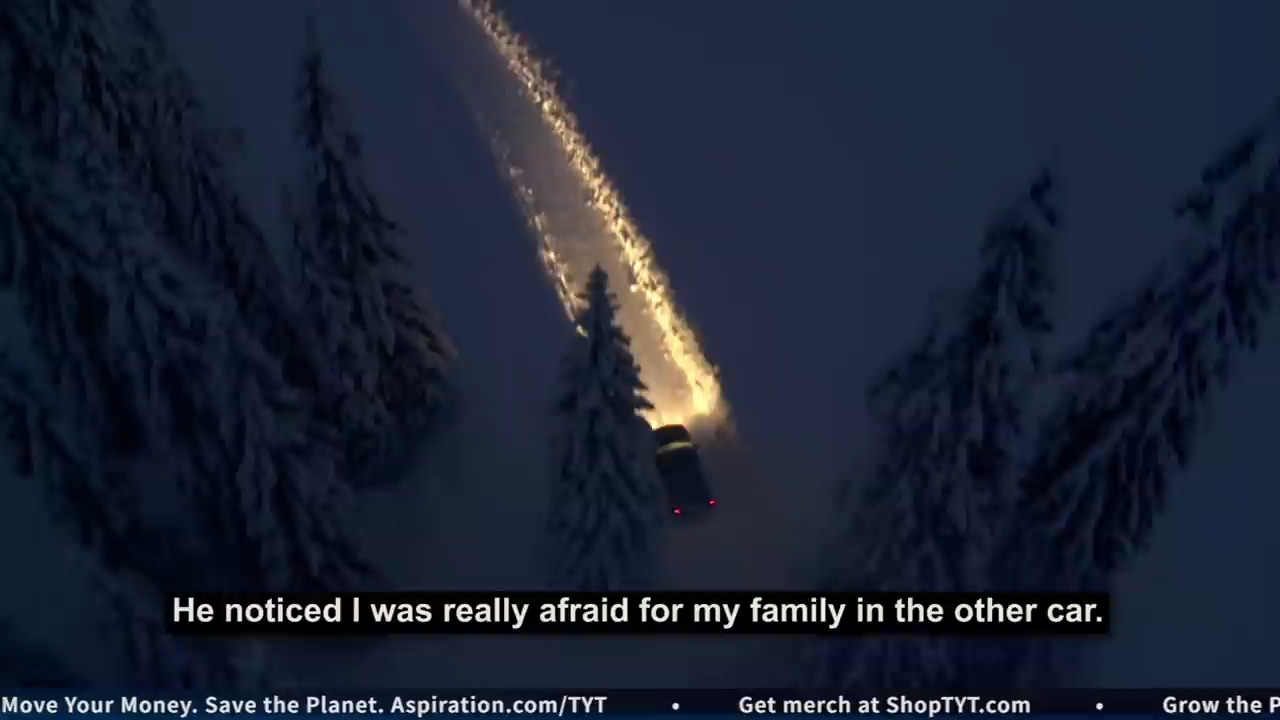 He noticed I was really afraid for my family in the other car.
Move Your Money. Save the Planet. Aspiration.com/TYT • Get merch at ShopTYT.com • Grow the